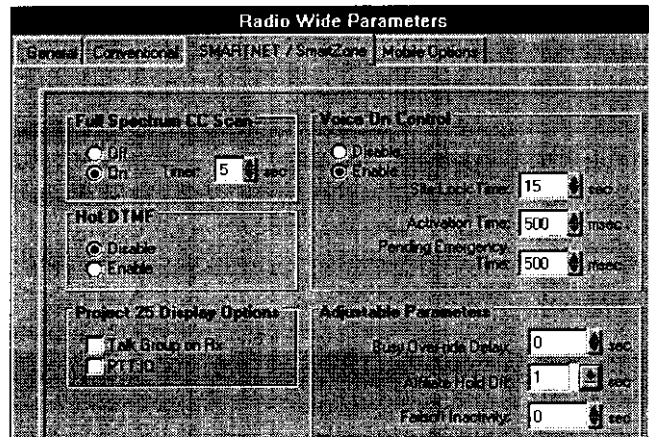 Radio Wide Parameters
General Conventional SMARTNET / SmartZone Mobile Options
Full Spectrum CC Scan
Off
On Timer: 5 sec
Hot DTMF
Disable
Enable
Project 25 Display Options
Talk Group on Rx
PTT ID
Voice On Control
Disable
Enable
Site Lock Time: 15 sec
Activation Time: 500 msec
Pending Emergency
Time: 500 msec
Adjustable Parameters
Busy Override Delay: 0 sec
Affiliate Hold Off: 1 sec
Failsoft Inactivity: 0 sec